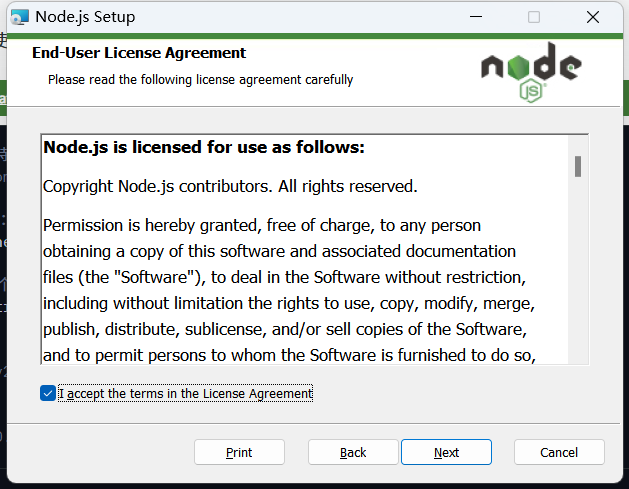 Node.js Setup
End-User License Agreement
Please read the following license agreement carefully
node
JS
Node.js is licensed for use as follows:
Copyright Node.js contributors. All rights reserved.
Permission is hereby granted, free of charge, to any person
obtaining a copy of this software and associated documentation
files (the "Software"), to deal in the Software without restriction,
including without limitation the rights to use, copy, modify, merge,
publish, distribute, sublicense, and/or sell copies of the Software,
and to permit persons to whom the Software is furnished to do so,
I accept the terms in the License Agreement
Print
Back
Next
Cancel